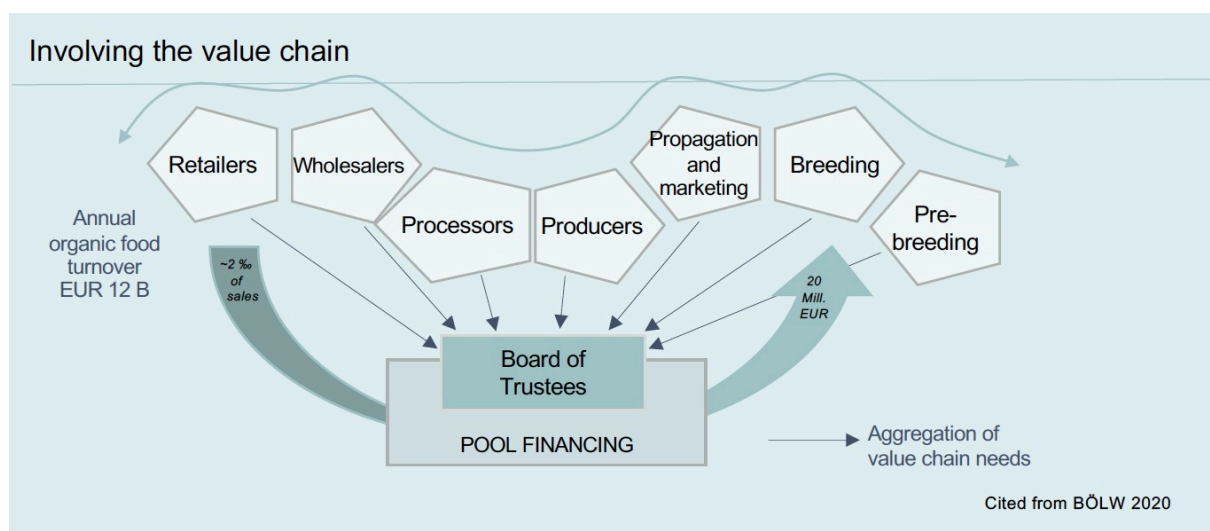 Involving the value chain
Retailers
Wholesalers
Processors
Producers
Propagation
and
marketing
Breeding
Pre-
breeding
Annual
organic food
turnover
EUR 12 B
~2 ‰
of
sales
20
Mill.
EUR
Board of
Trustees
POOL FINANCING
Aggregation of
value chain needs
Cited from BÖLW 2020